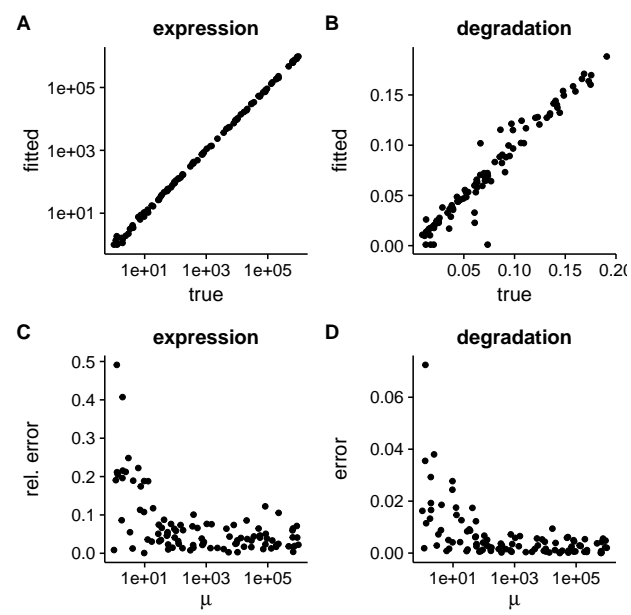 A
expression
fitted
1e+05
1e+03
1e+01
1e+01
1e+03
1e+05
true
B
degradation
fitted
0.15
0.10
0.05
0.00
0.05
0.10
0.15
0.20
true
C
expression
rel. error
0.5
0.4
0.3
0.2
0.1
0.0
1e+01
1e+03
1e+05
μ
D
degradation
error
0.06
0.04
0.02
0.00
1e+01
1e+03
1e+05
μ